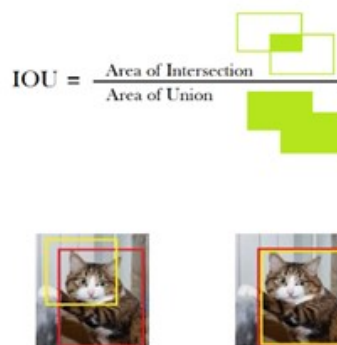 IOU = Area of Intersection
Area of Union